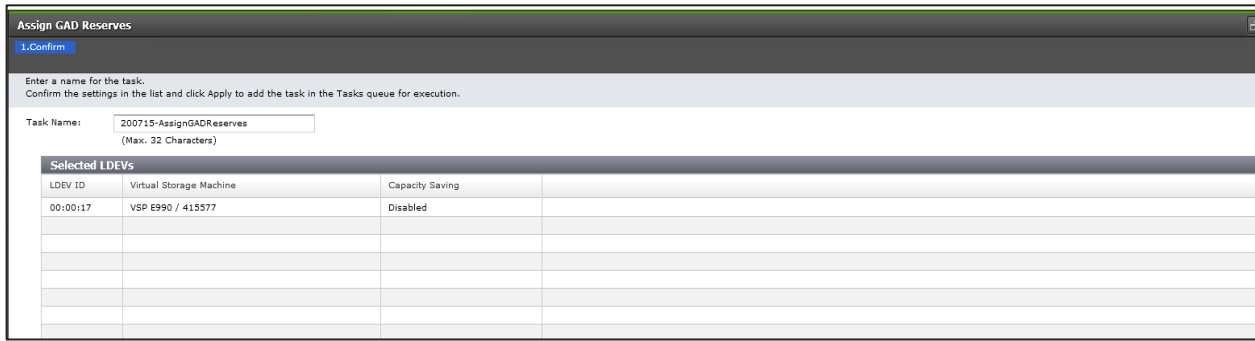 Assign GAD Reserves
1.Confirm
Enter a name for the task.
Confirm the settings in the list and click Apply to add the task in the Tasks queue for execution.
Task Name: 200715-AssignGADReserves
(Max. 32 Characters)
Selected LDEVs
LDEV ID Virtual Storage Machine Capacity Saving
00:00:17 VSP E990 / 415577 Disabled